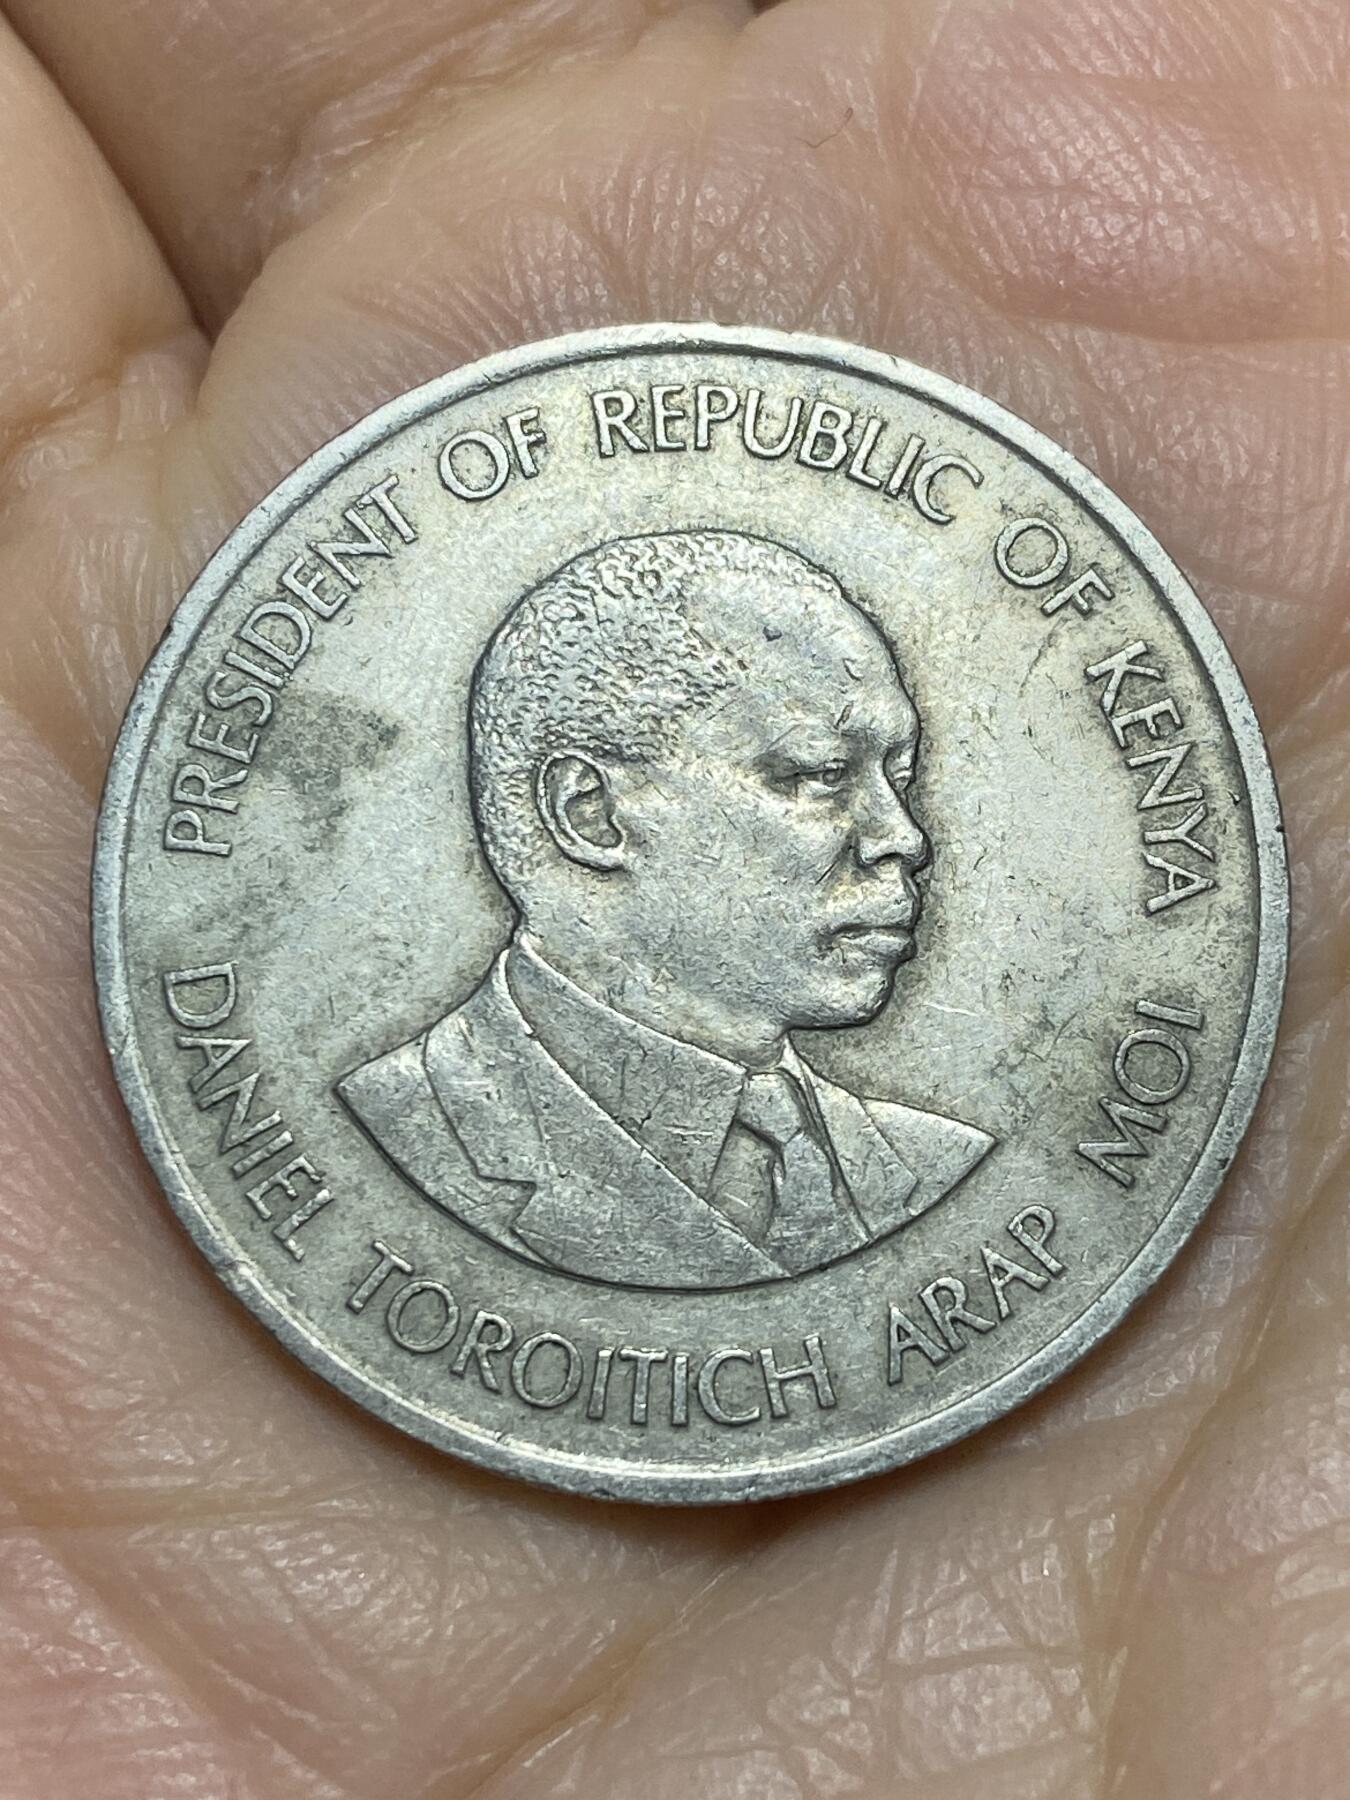 PRESIDENT OF REPUBLIC OF KENYA
DANIEL TOROITICH ARAP MOI